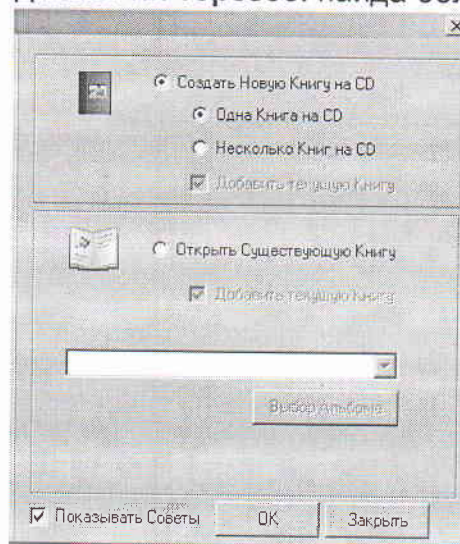 Создать Новую Книгу на CD
Одна Книга на CD
Несколько Книг на CD
Добавить текущую Книгу
Открыть Существующую Книгу
Добавить текущую Книгу
Выбор Альбома
Показывать Советы
OK
Закрыть